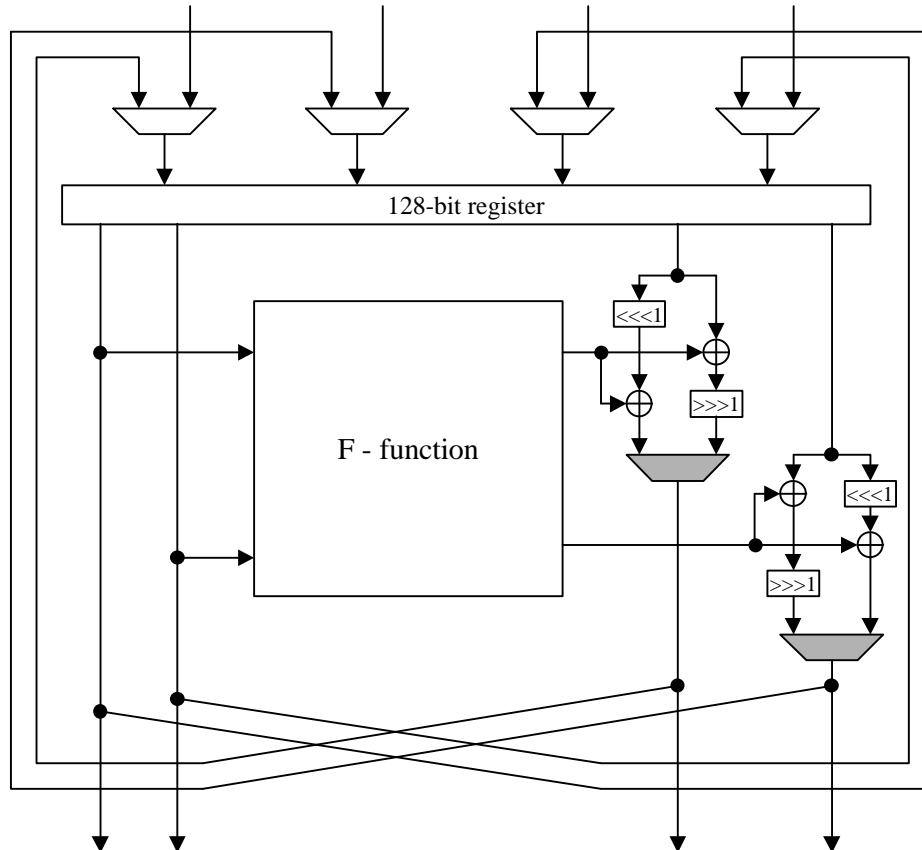 128-bit register
<<<1
F - function
>>>1
<<<1
>>>1